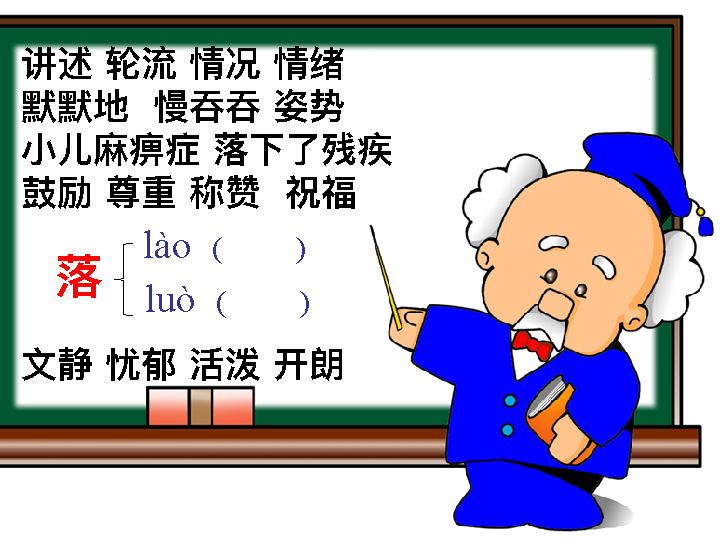 讲述 轮流 情况 情绪
默默地 慢吞吞 姿势
小儿麻痹症 落下了残疾
鼓励 尊重 称赞 祝福
落
lào ( )
luò ( )
文静 忧郁 活泼 开朗